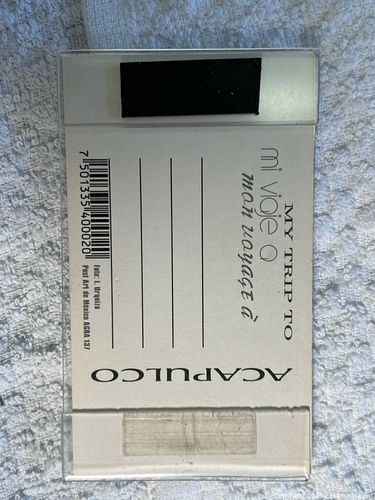 MY TRIP TO
mi viaje a
mon voyage à
ACAPULCO
7 501335 400020
Foto: I. Urquiza
Post Art de México AGRA 137